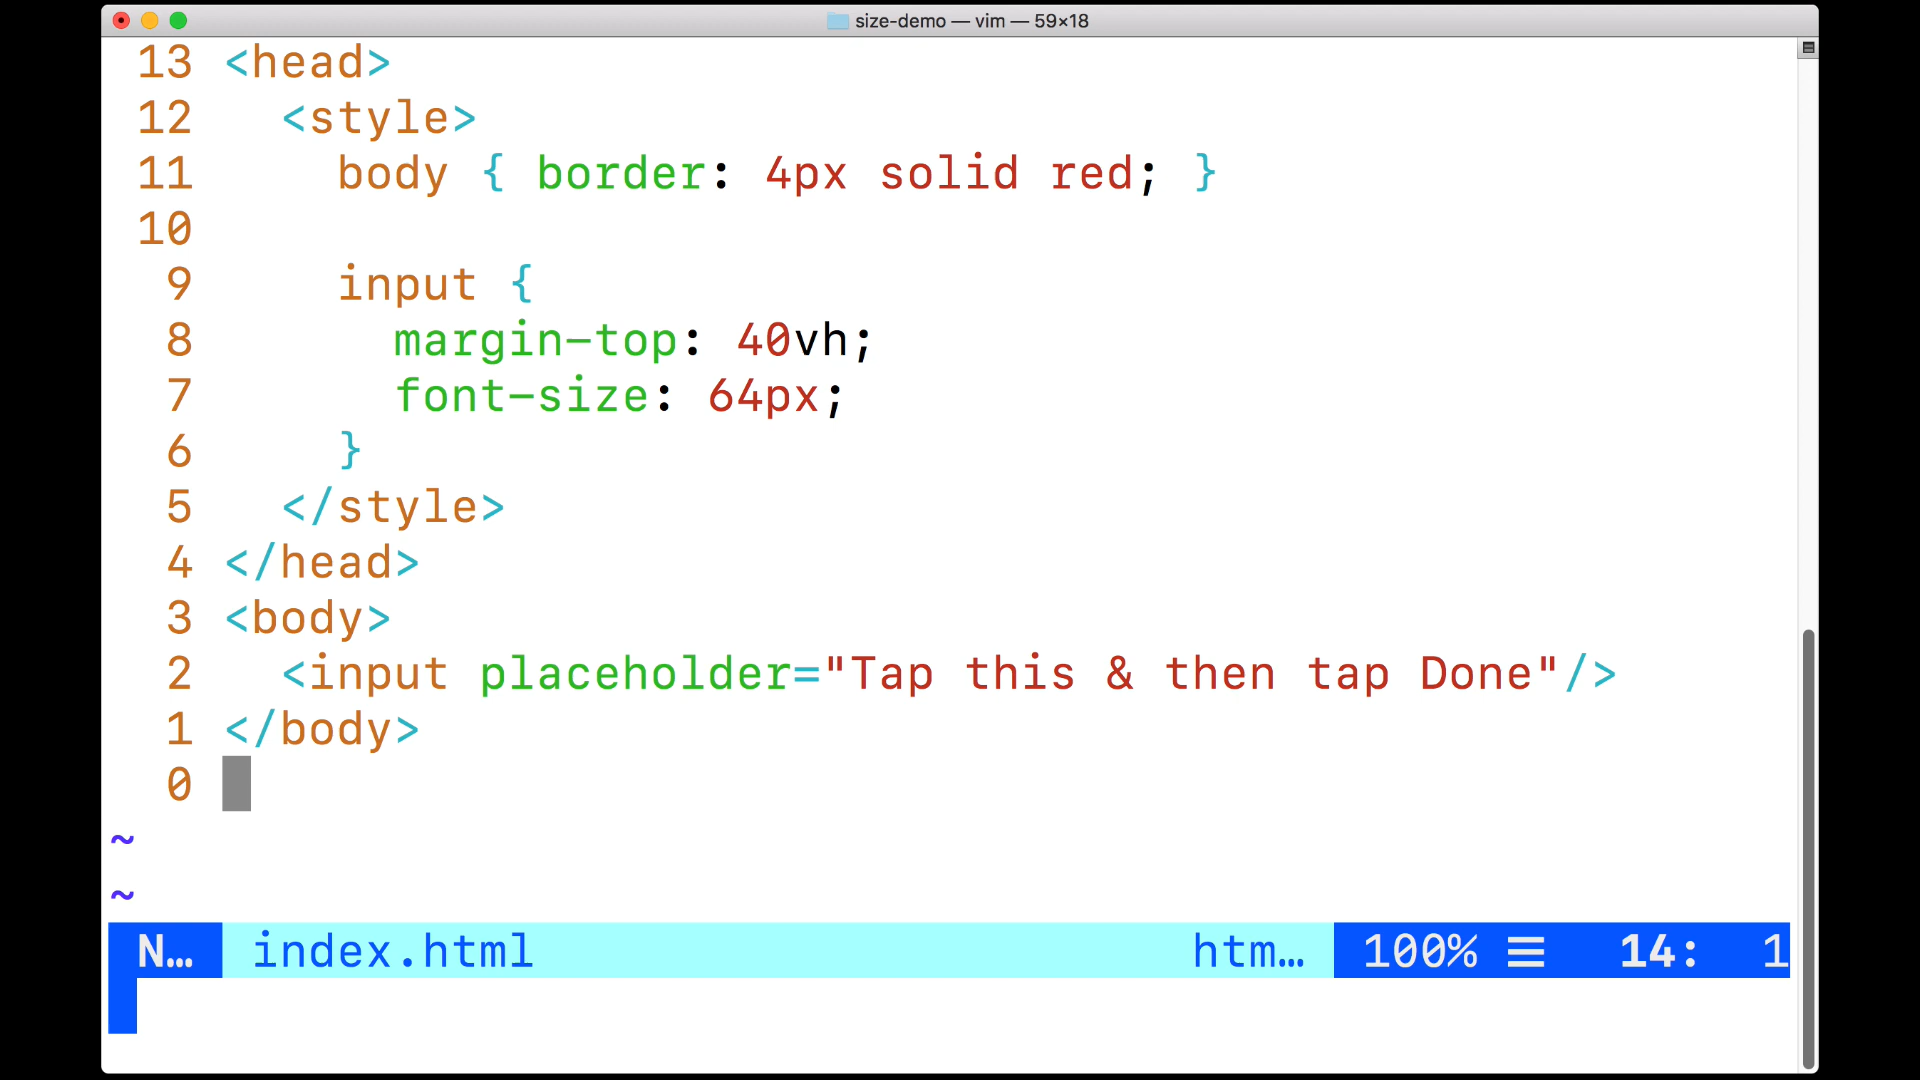 size-demo — vim — 59×18
13 <head>
12   <style>
11     body { border: 4px solid red; }
10
9     input {
8       margin-top: 40vh;
7       font-size: 64px;
6     }
5   </style>
4 </head>
3 <body>
2   <input placeholder="Tap this & then tap Done"/>
1 </body>
0
~
~
N… index.html htm… 100% ☰ 14: 1